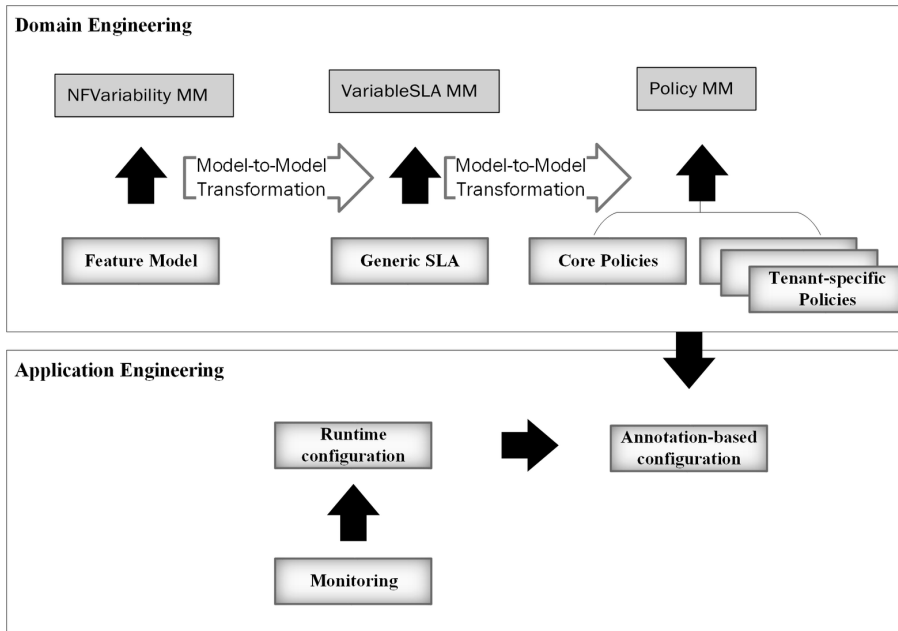 Domain Engineering
NFVariability MM
VariableSLA MM
Policy MM
Model-to-Model
Transformation
Model-to-Model
Transformation
Feature Model
Generic SLA
Core Policies
Tenant-specific
Policies
Application Engineering
Runtime
configuration
Annotation-based
configuration
Monitoring